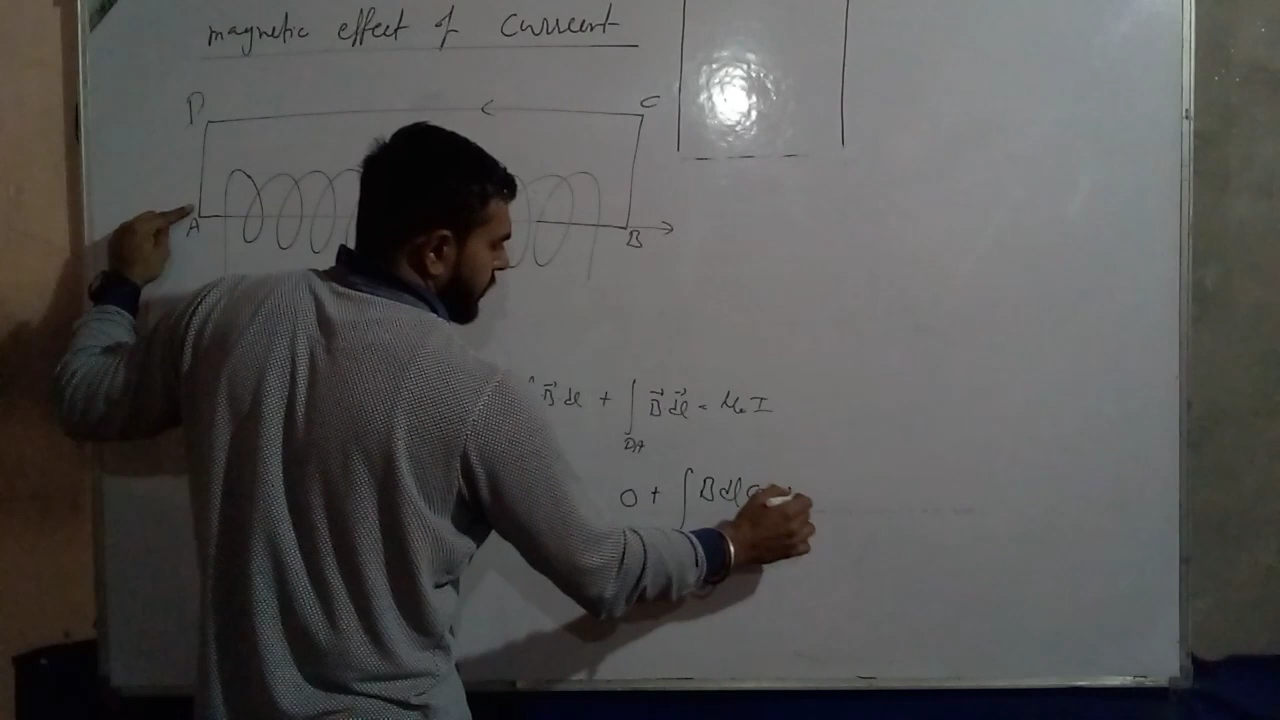 magnetic effect of current
D C
A B
B⃗ dl + ∫ B⃗ dl⃗ = μ₀ I
DA
0 + ∫ B dl